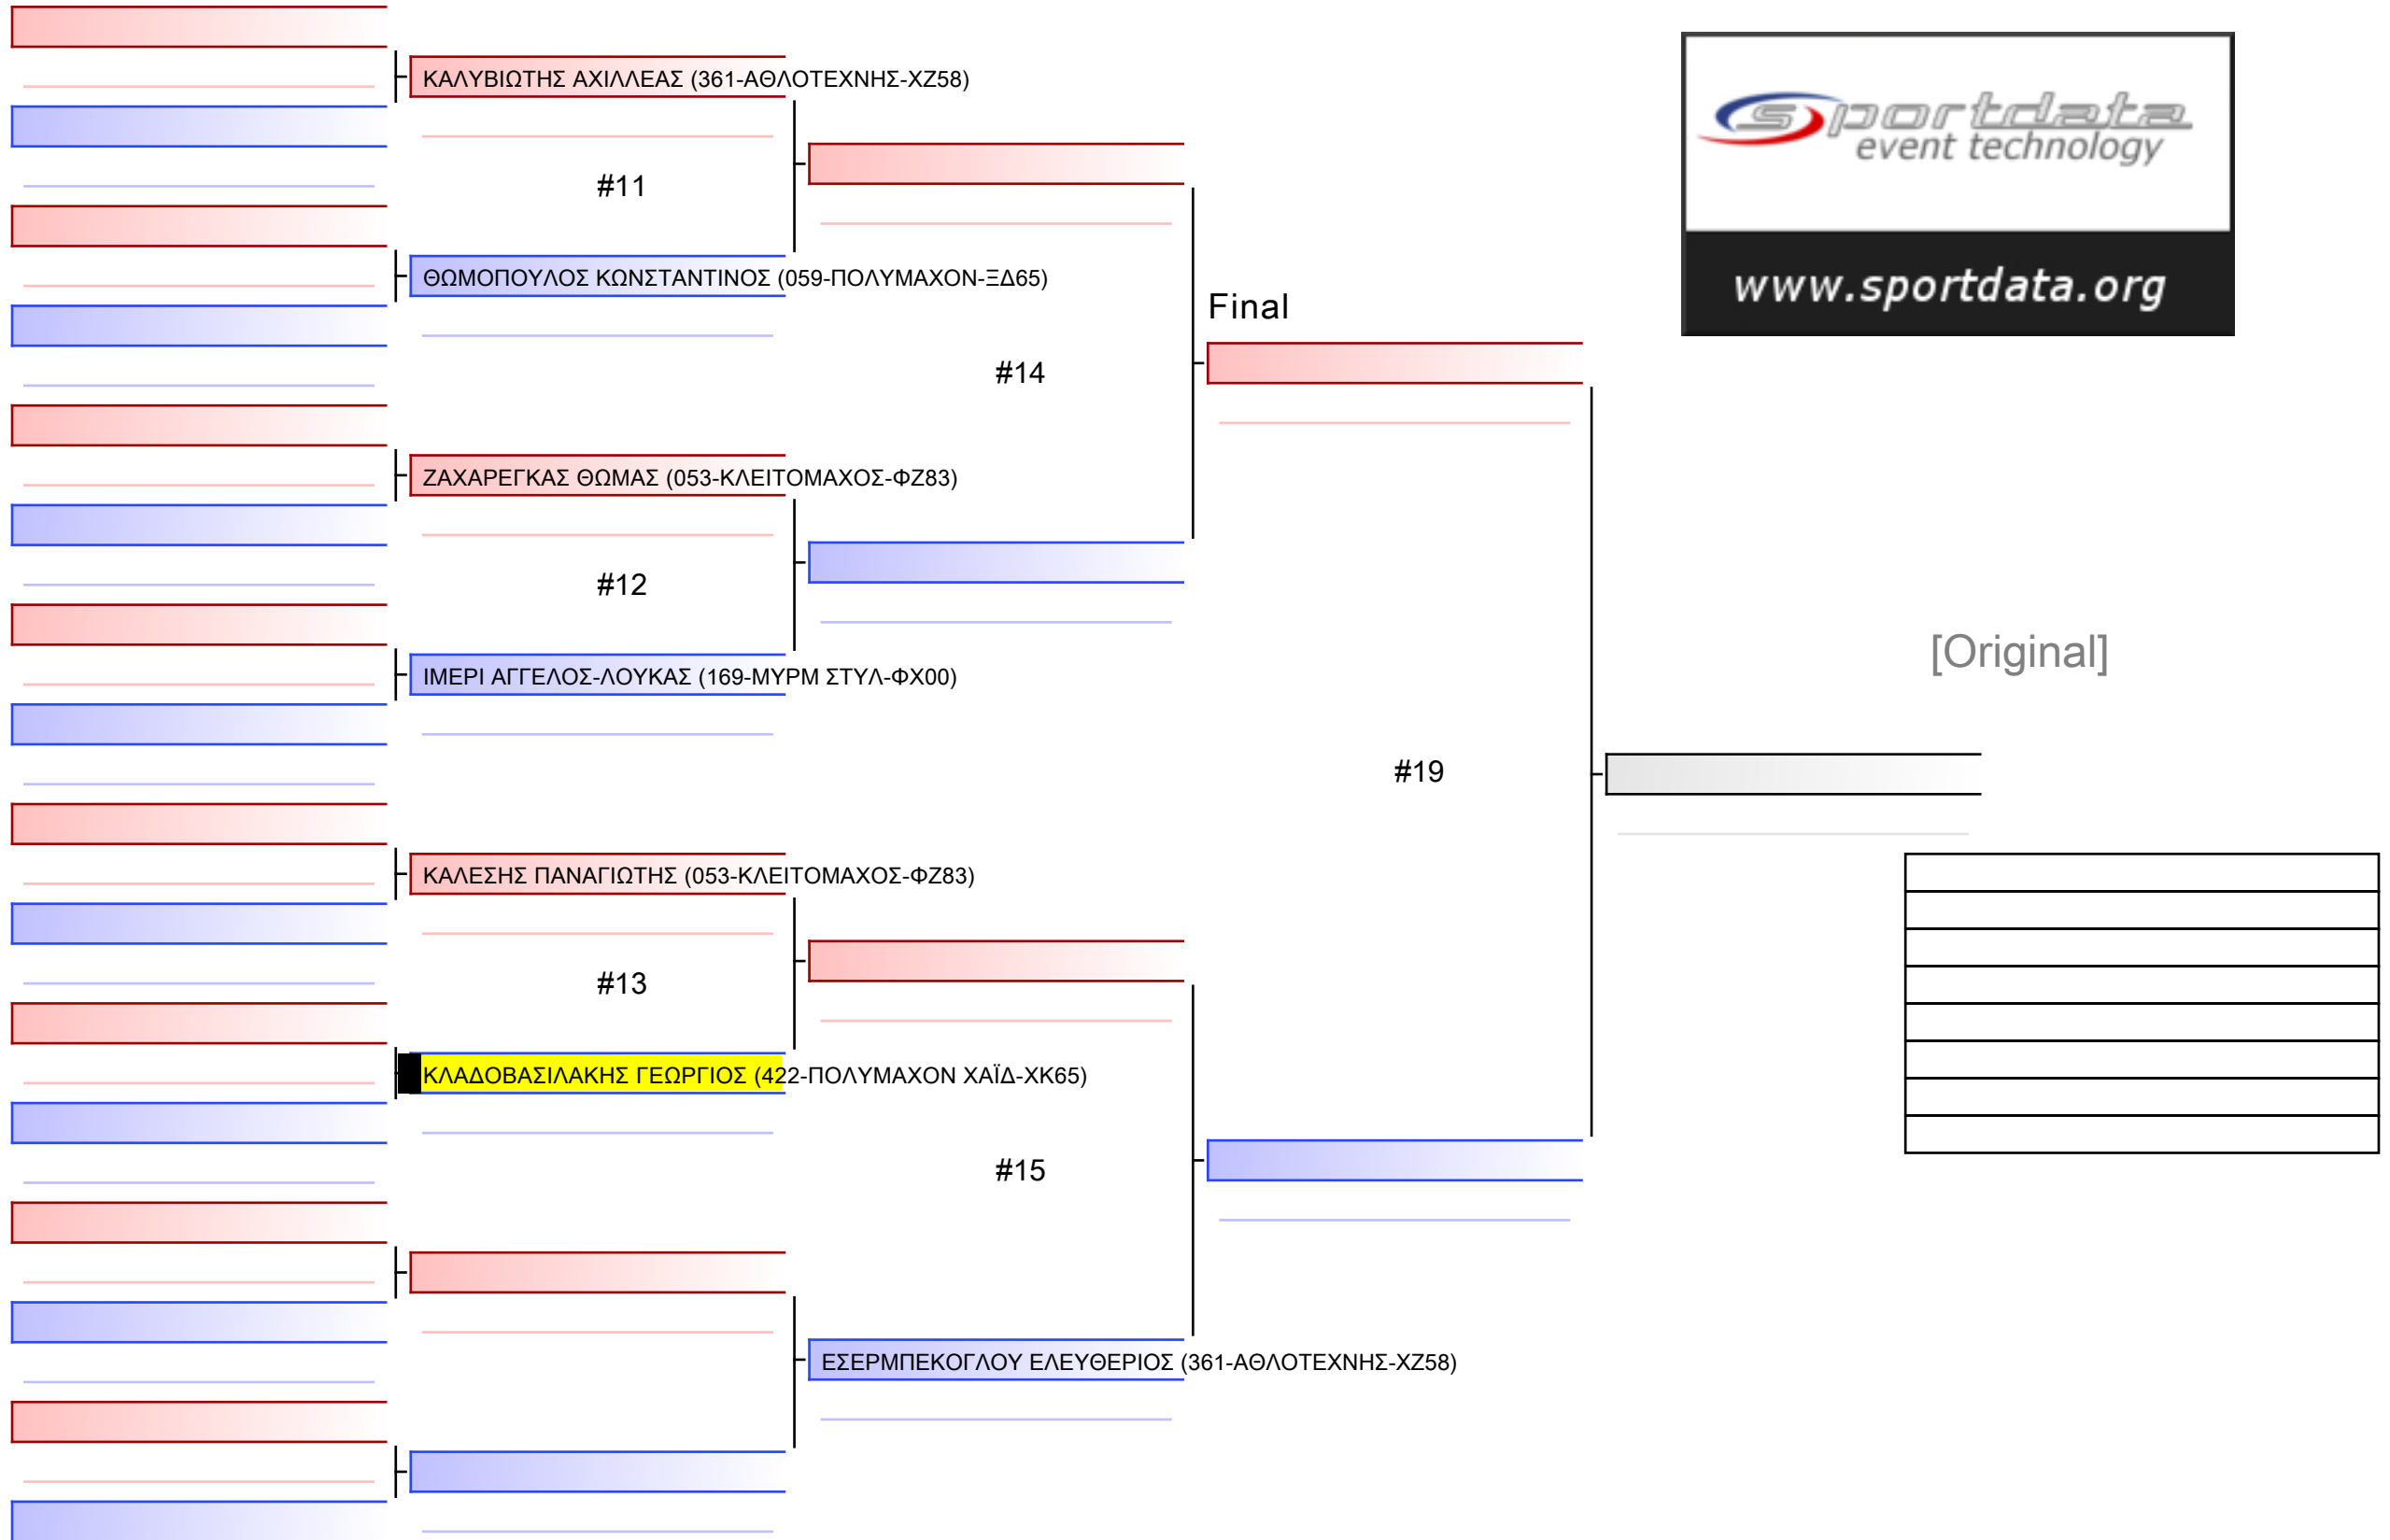 ΚΑΛΥΒΙΩΤΗΣ ΑΧΙΛΛΕΑΣ (361-ΑΘΛΟΤΕΧΝΗΣ-ΧΖ58)
#11
ΘΩΜΟΠΟΥΛΟΣ ΚΩΝΣΤΑΝΤΙΝΟΣ (059-ΠΟΛΥΜΑΧΟΝ-ΞΔ65)
#14
ΖΑΧΑΡΕΓΚΑΣ ΘΩΜΑΣ (053-ΚΛΕΙΤΟΜΑΧΟΣ-ΦΖ83)
#12
ΙΜΕΡΙ ΑΓΓΕΛΟΣ-ΛΟΥΚΑΣ (169-ΜΥΡΜ ΣΤΥΛ-ΦΧ00)
Final
#19
ΚΑΛΕΣΗΣ ΠΑΝΑΓΙΩΤΗΣ (053-ΚΛΕΙΤΟΜΑΧΟΣ-ΦΖ83)
#13
ΚΛΑΔΟΒΑΣΙΛΑΚΗΣ ΓΕΩΡΓΙΟΣ (422-ΠΟΛΥΜΑΧΟΝ ΧΑΪΔ-ΧΚ65)
#15
ΕΣΕΡΜΠΕΚΟΓΛΟΥ ΕΛΕΥΘΕΡΙΟΣ (361-ΑΘΛΟΤΕΧΝΗΣ-ΧΖ58)
sportdata
event technology
www.sportdata.org
[Original]